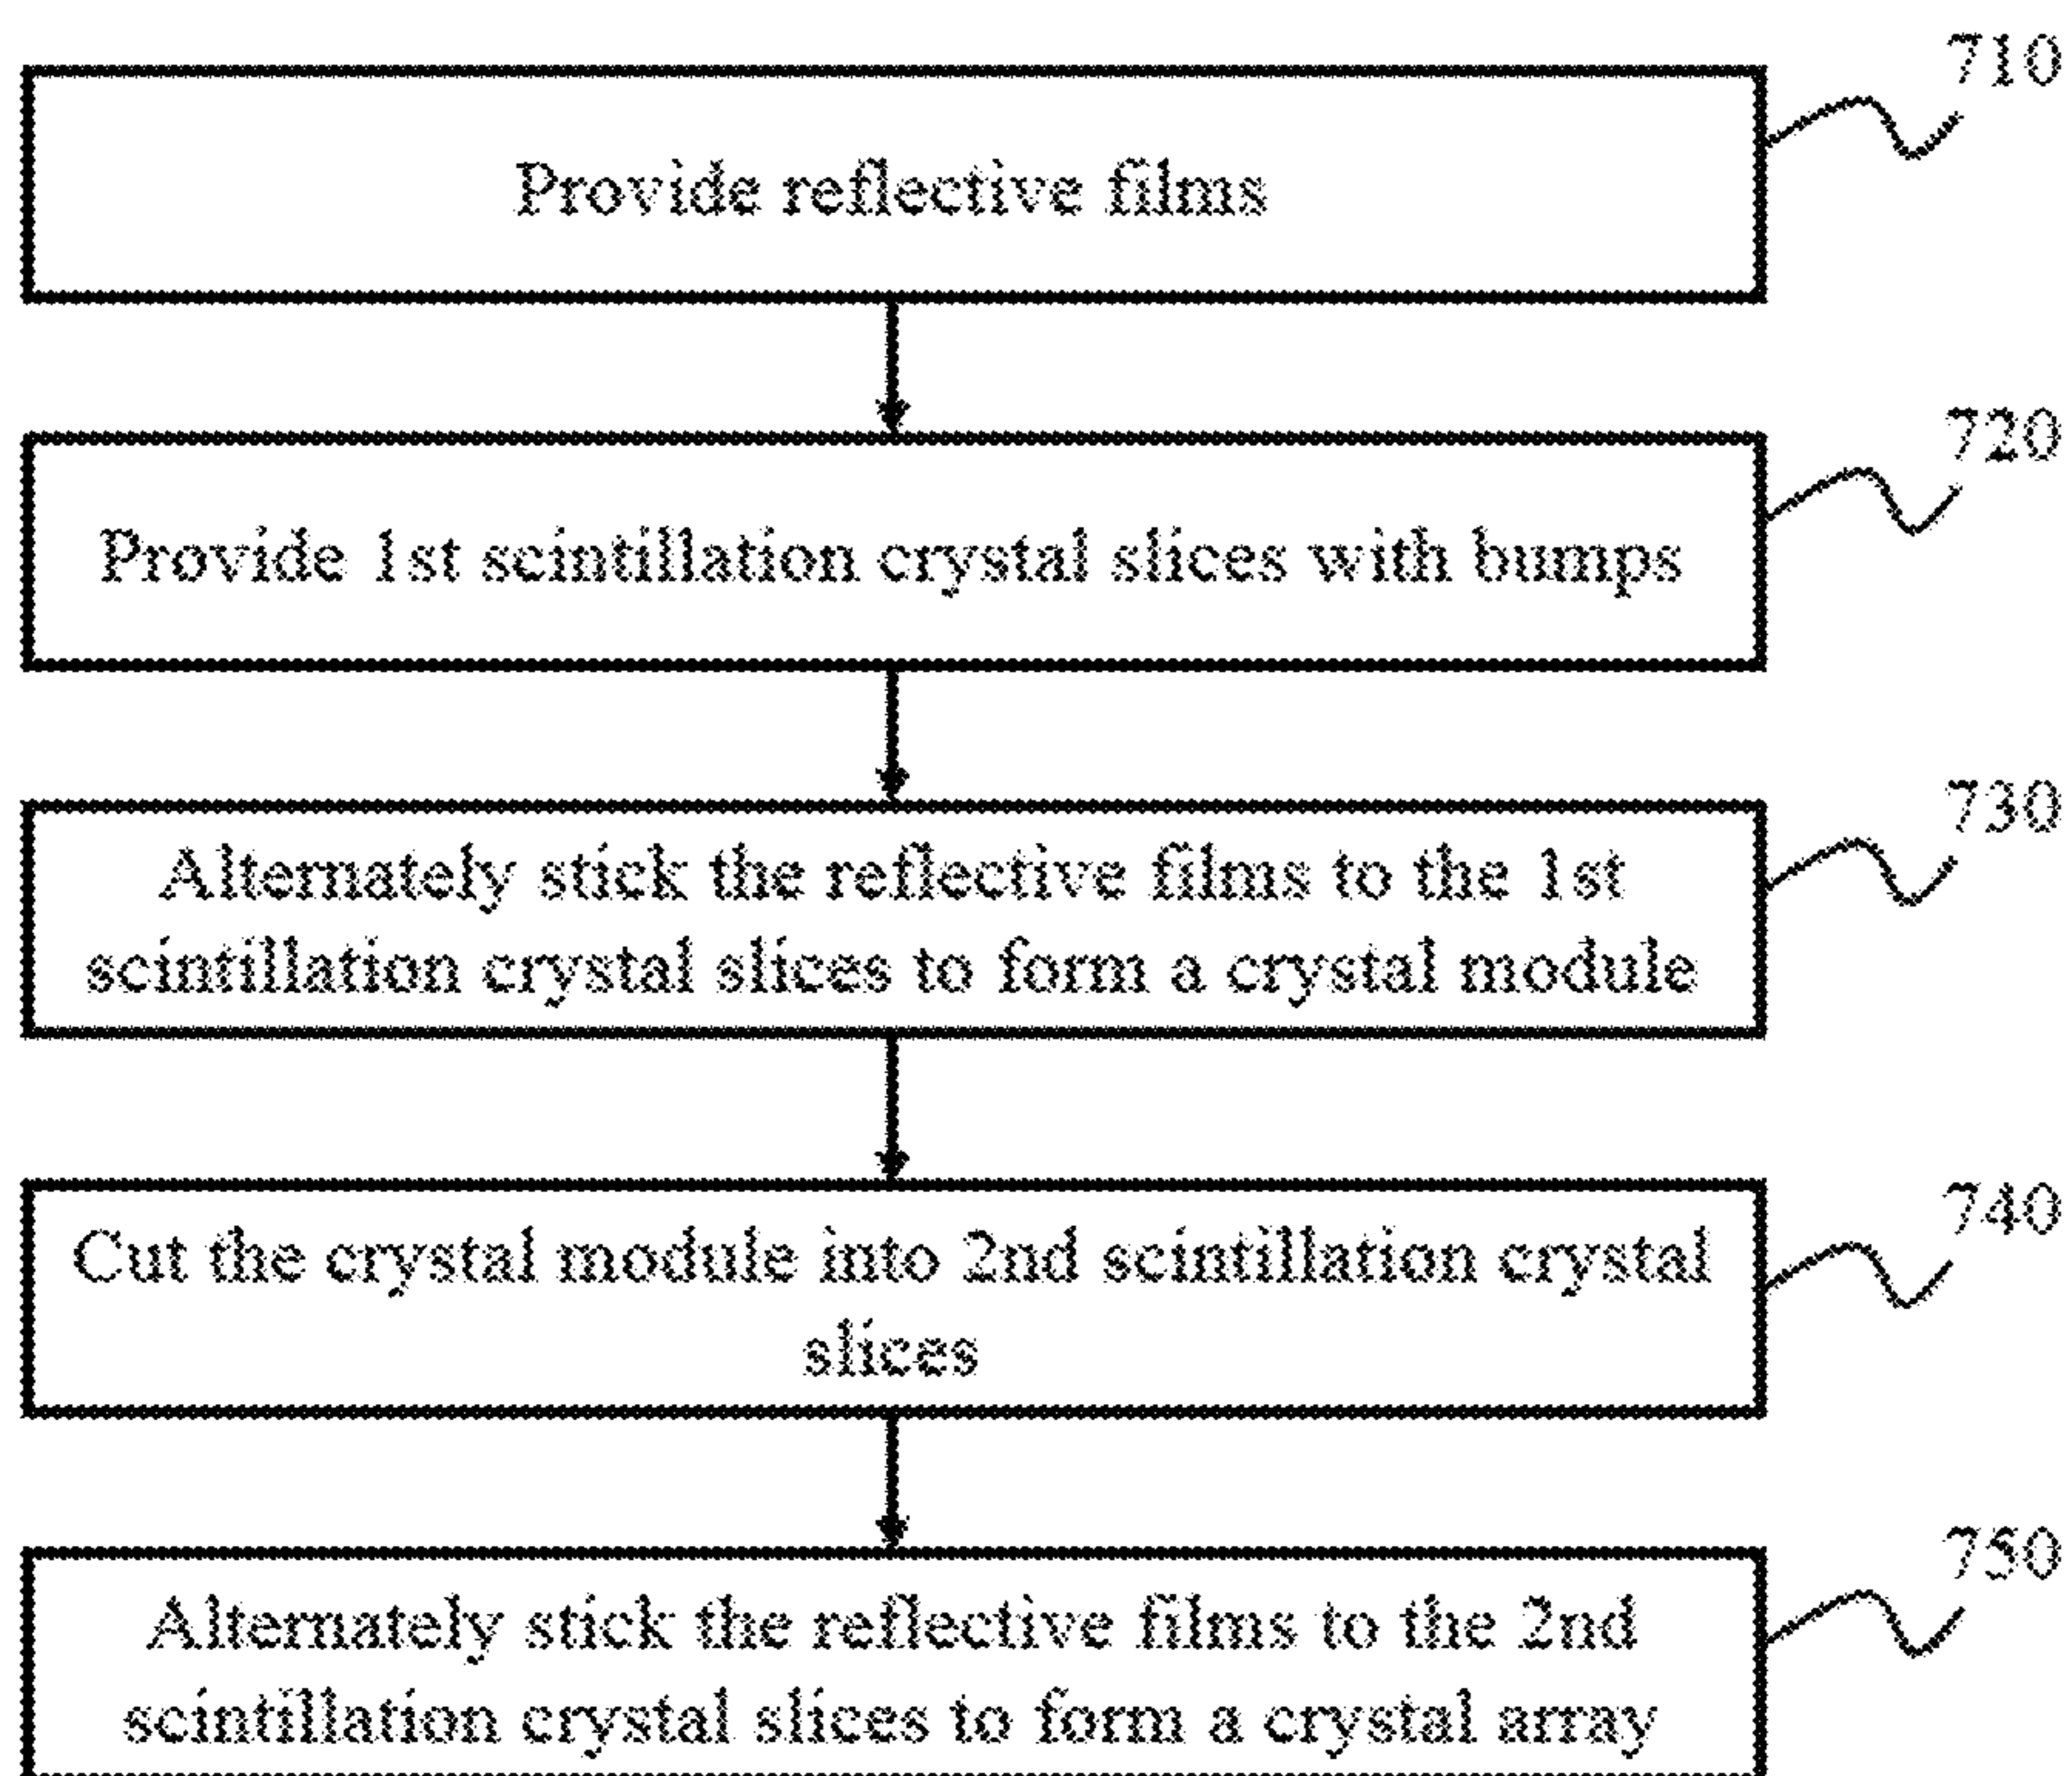 710
Provide reflective films
720
Provide 1st scintillation crystal slices with bumps
730
Alternately stick the reflective films to the 1st
scintillation crystal slices to form a crystal module
740
Cut the crystal module into 2nd scintillation crystal
slices
750
Alternately stick the reflective films to the 2nd
scintillation crystal slices to form a crystal array